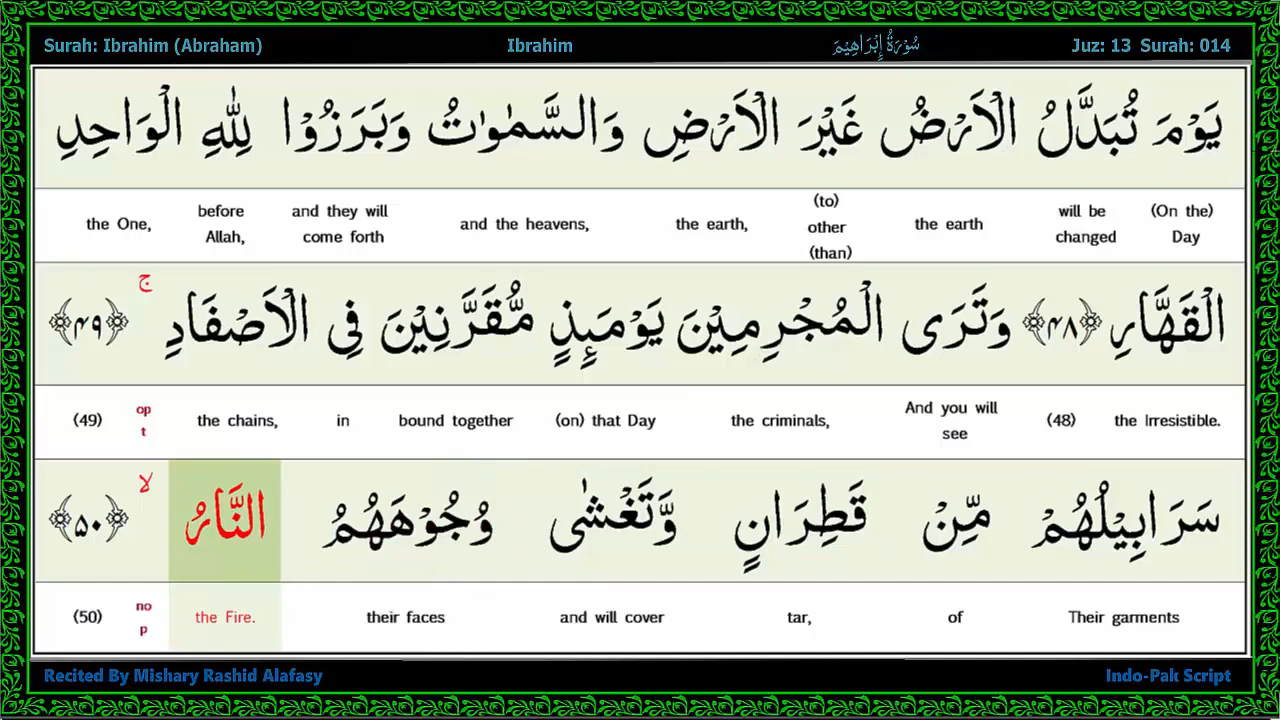 Surah: Ibrahim (Abraham) Ibrahim سُوْرَةُ إِبْرَاهِيْمَ Juz: 13 Surah: 014
يَوْمَ تُبَدَّلُ الْاَرْضُ غَيْرَ الْاَرْضِ وَالسَّمٰوٰتُ وَبَرَزُوْا لِلّٰهِ الْوَاحِدِ
the One, before Allah, and they will come forth and the heavens, the earth, (to) other (than) the earth will be changed (On the) Day
الْقَهَّارِ ﴿۴۸﴾ وَتَرَى الْمُجْرِمِيْنَ يَوْمَىِٕذٍ مُّقَرَّنِيْنَ فِى الْاَصْفَادِ ۚ ﴿۴۹﴾
(49) opt the chains, in bound together (on) that Day the criminals, And you will see (48) the Irresistible.
سَرَابِيْلُهُمْ مِّنْ قَطِرَانٍ وَّتَغْشٰى وُجُوْهَهُمُ النَّارُ ۙ ﴿۵۰﴾
(50) nop the Fire. their faces and will cover tar, of Their garments
Recited By Mishary Rashid Alafasy Indo-Pak Script